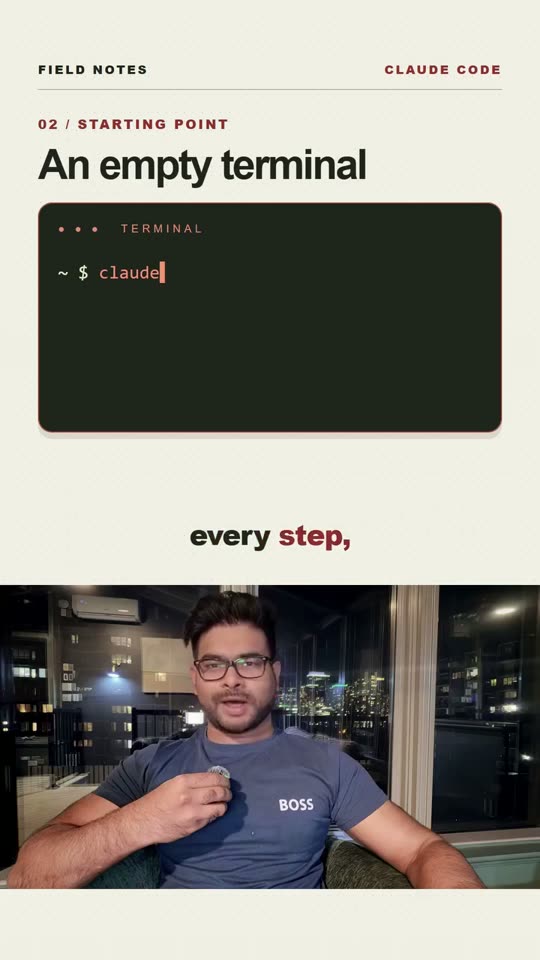 FIELD NOTES
CLAUDE CODE
02 / STARTING POINT
An empty terminal
TERMINAL
~ $ claude
every step,
BOSS